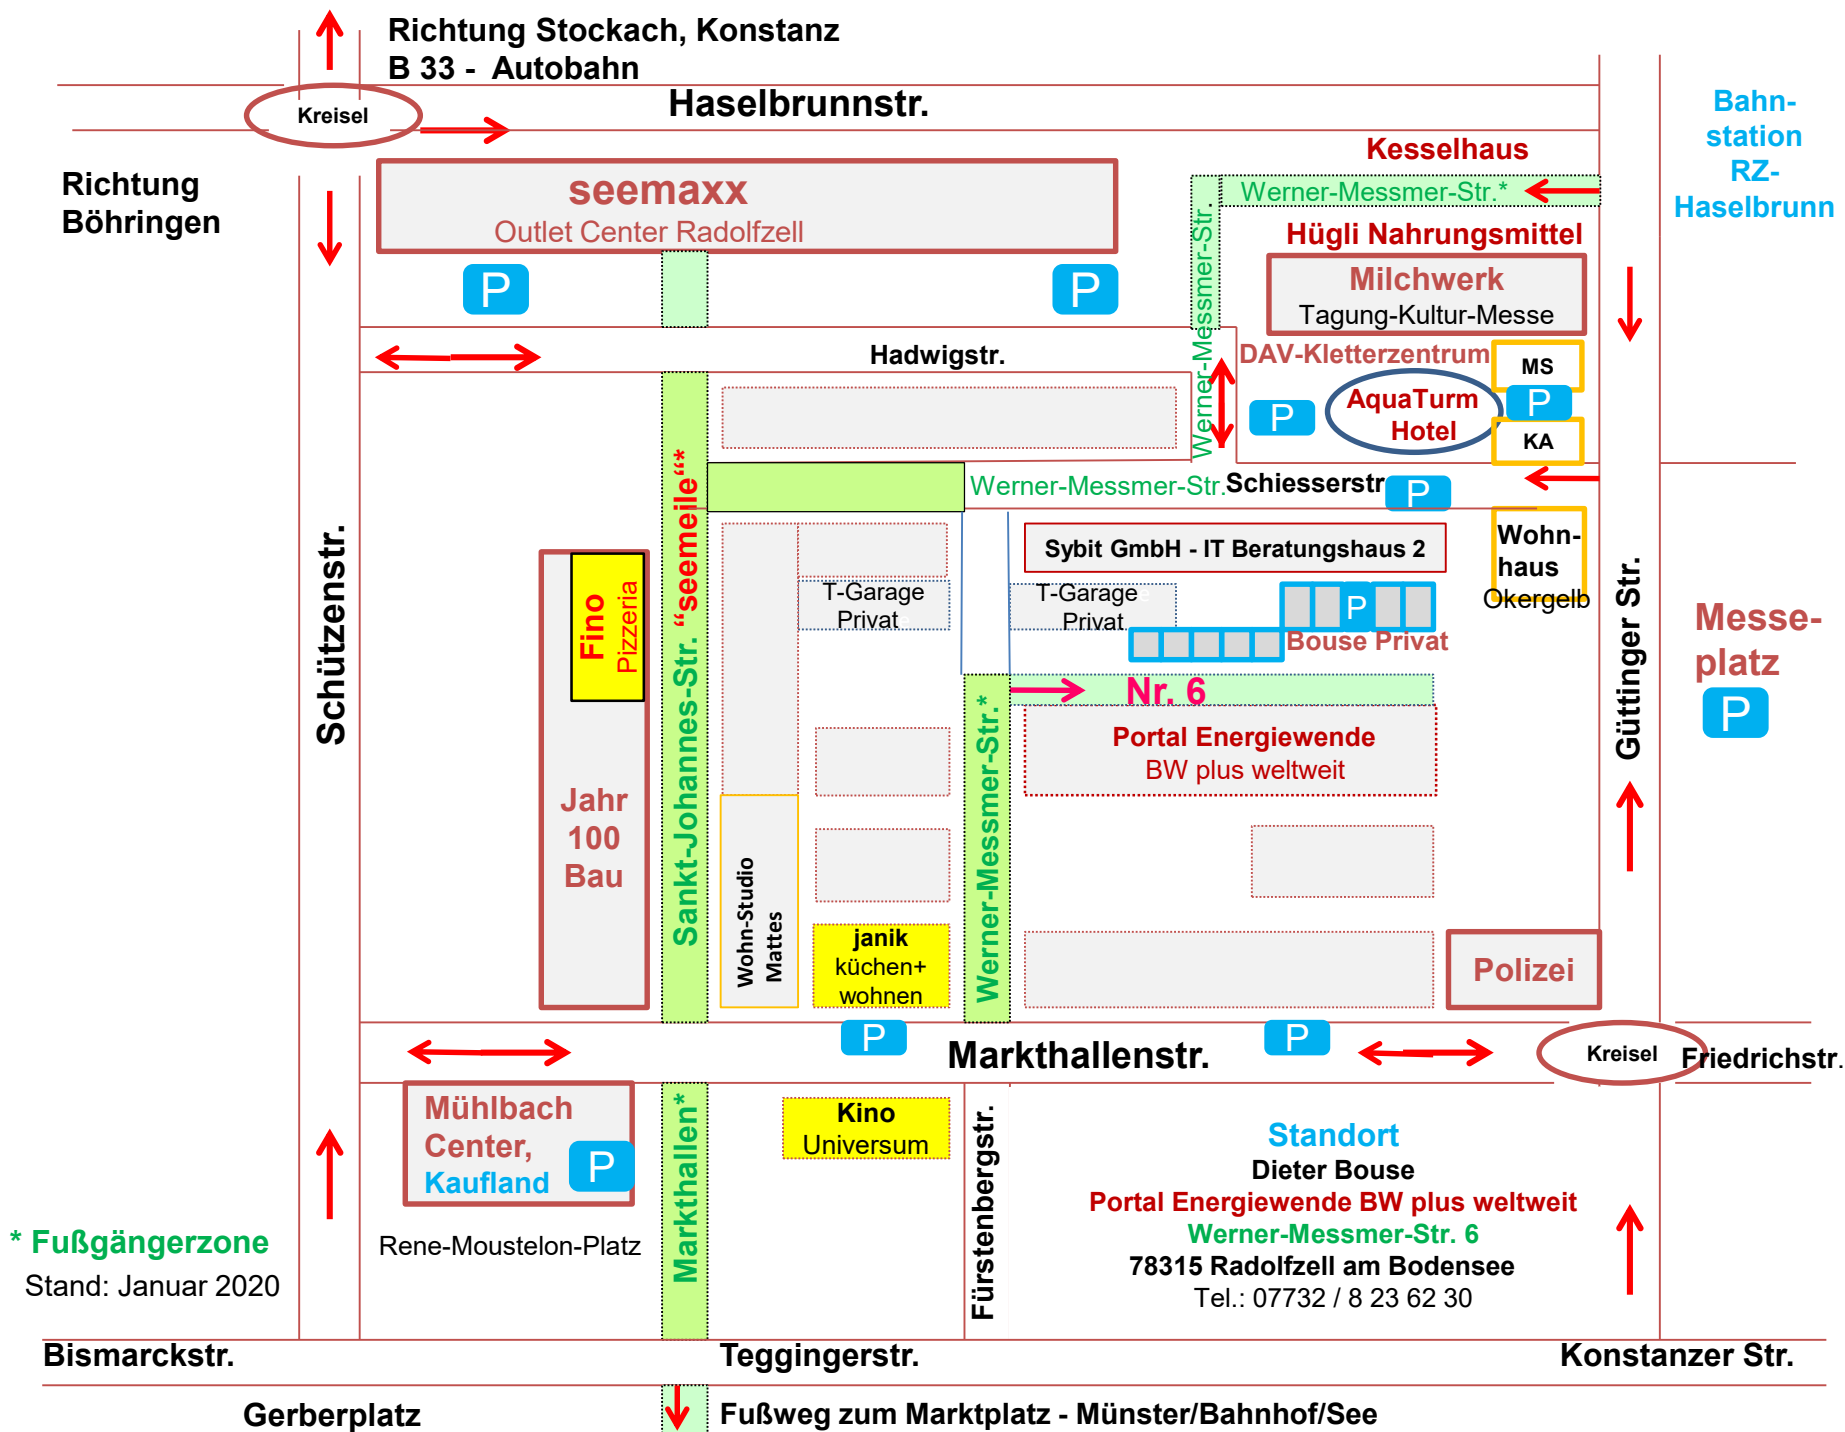 Richtung Stockach, Konstanz
B 33 - Autobahn
Kreisel
Haselbrunnstr.
Bahn-
station
RZ-
Haselbrunn
Richtung
Böhringen
seemaxx
Outlet Center Radolfzell
Kesselhaus
Werner-Messmer-Str.*
Werner-Messmer-Str.
Hügli Nahrungsmittel
Milchwerk
Tagung-Kultur-Messe
P
P
Hadwigstr.
Werner-Messmer-Str.
DAV-Kletterzentrum
MS
P
AquaTurm
Hotel
P
KA
Werner-Messmer-Str.
Schiesserstr
P
Schützenstr.
Sankt-Johannes-Str. "seemeile"*
Fino
Pizzeria
Jahr
100
Bau
T-Garage
Privat
Sybit GmbH - IT Beratungshaus 2
T-Garage
Privat
P
Bouse Privat
Wohn-
haus
Okergelb
Güttinger Str.
Messe-
platz
P
Nr. 6
Werner-Messmer-Str.*
Portal Energiewende
BW plus weltweit
Wohn-Studio
Mattes
janik
küchen+
wohnen
Polizei
P
P
Markthallenstr.
Kreisel
Friedrichstr.
Mühlbach
Center,
Kaufland
P
Markthallen*
Kino
Universum
Fürstenbergstr.
Standort
Dieter Bouse
Portal Energiewende BW plus weltweit
Werner-Messmer-Str. 6
78315 Radolfzell am Bodensee
Tel.: 07732 / 8 23 62 30
* Fußgängerzone
Stand: Januar 2020
Rene-Moustelon-Platz
Bismarckstr.
Teggingerstr.
Konstanzer Str.
Gerberplatz
Fußweg zum Marktplatz - Münster/Bahnhof/See